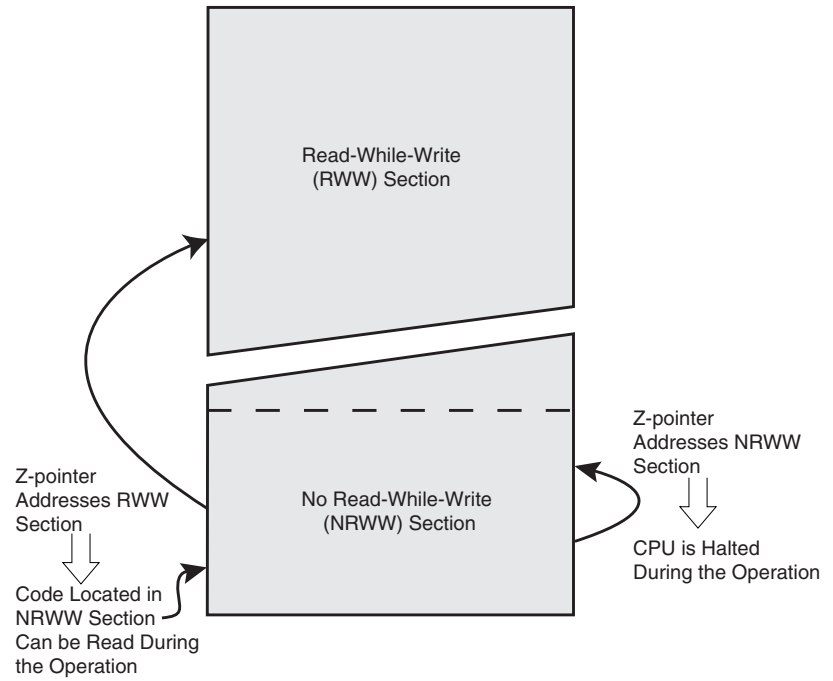 Read-While-Write
(RWW) Section
Z-pointer
Addresses NRWW
Section
Z-pointer
Addresses RWW
Section
No Read-While-Write
(NRWW) Section
CPU is Halted
During the Operation
Code Located in
NRWW Section
Can be Read During
the Operation